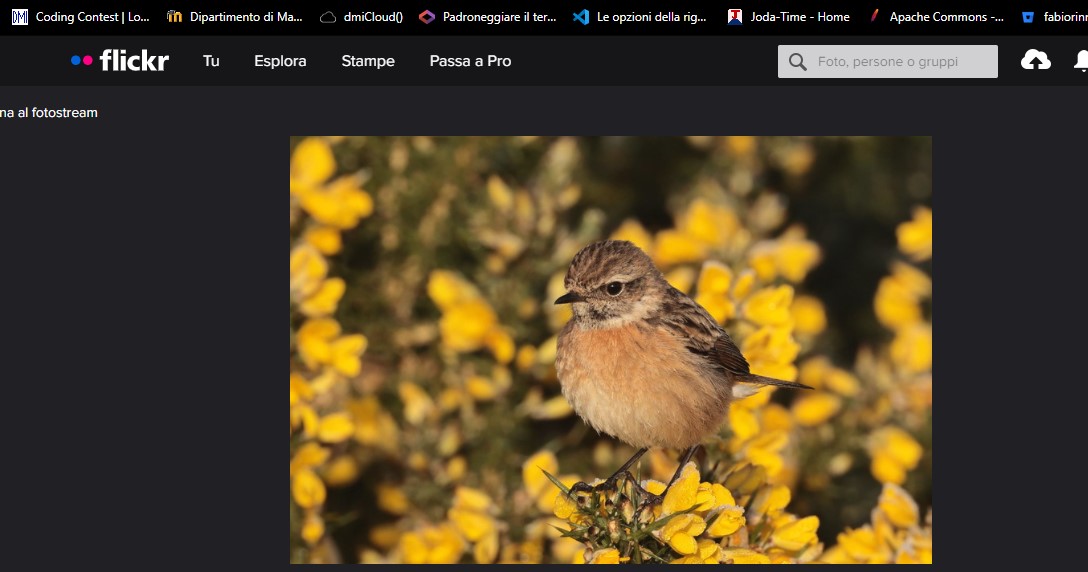 DMI Coding Contest | Lo... Dipartimento di Ma... dmiCloud() Padroneggiare il ter... Le opzioni della rig... Joda-Time - Home Apache Commons -... fabiorinn
flickr Tu Esplora Stampe Passa a Pro Foto, persone o gruppi
na al fotostream